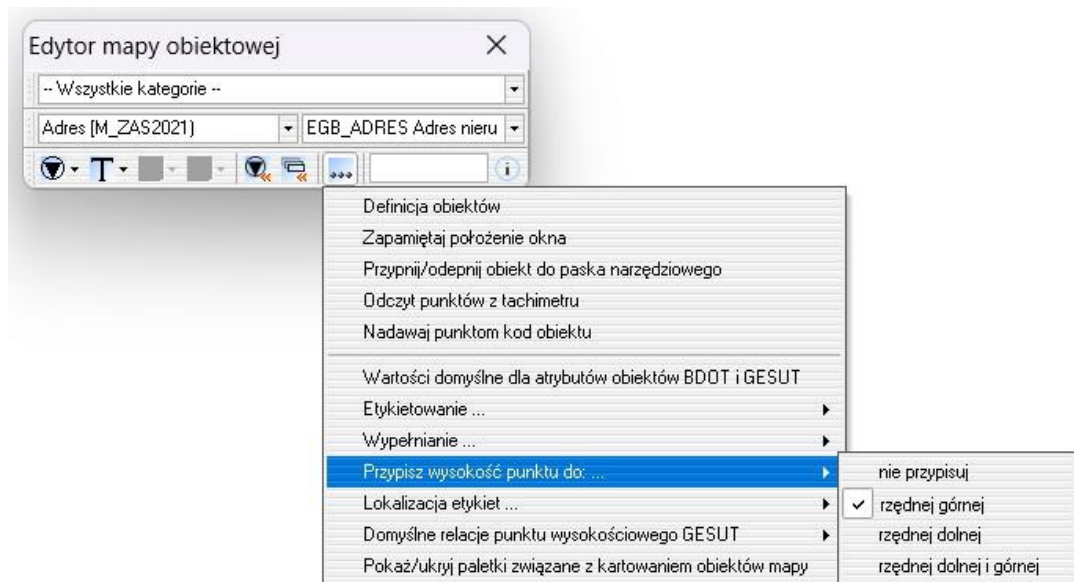 Edytor mapy obiektowej
-- Wszystkie kategorie --
Adres [M_ZAS2021) EGB_ADRES Adres nieru
T
Definicja obiektów
Zapamiętaj położenie okna
Przypnij/odepnij obiekt do paska narzędziowego
Odczyt punktów z tachimetru
Nadawaj punktom kod obiektu
Wartości domyślne dla atrybutów obiektów BDOT i GESUT
Etykietowanie ...
Wypełnianie ...
Przypisz wysokość punktu do: ...
nie przypisuj
Lokalizacja etykiet ...
rzędnej górnej
Domyślne relacje punktu wysokościowego GESUT
rzędnej dolnej
Pokaż/ukryj paletki związane z kartowaniem obiektów mapy
rzędnej dolnej i górnej